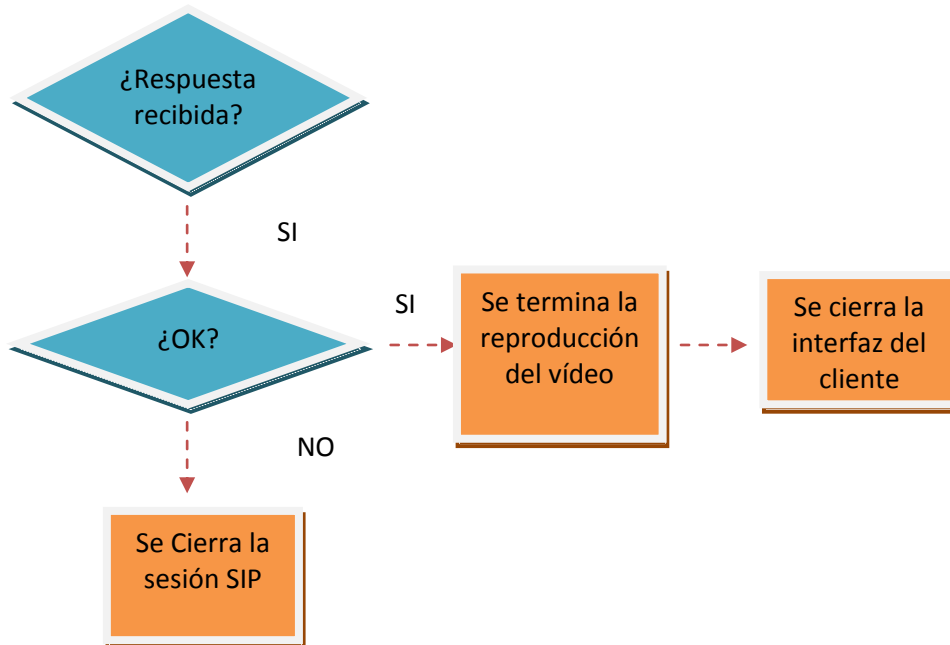 ¿Respuesta
recibida?
SI
¿OK?
SI
Se termina la
reproducción
del vídeo
Se cierra la
interfaz del
cliente
NO
Se Cierra la
sesión SIP